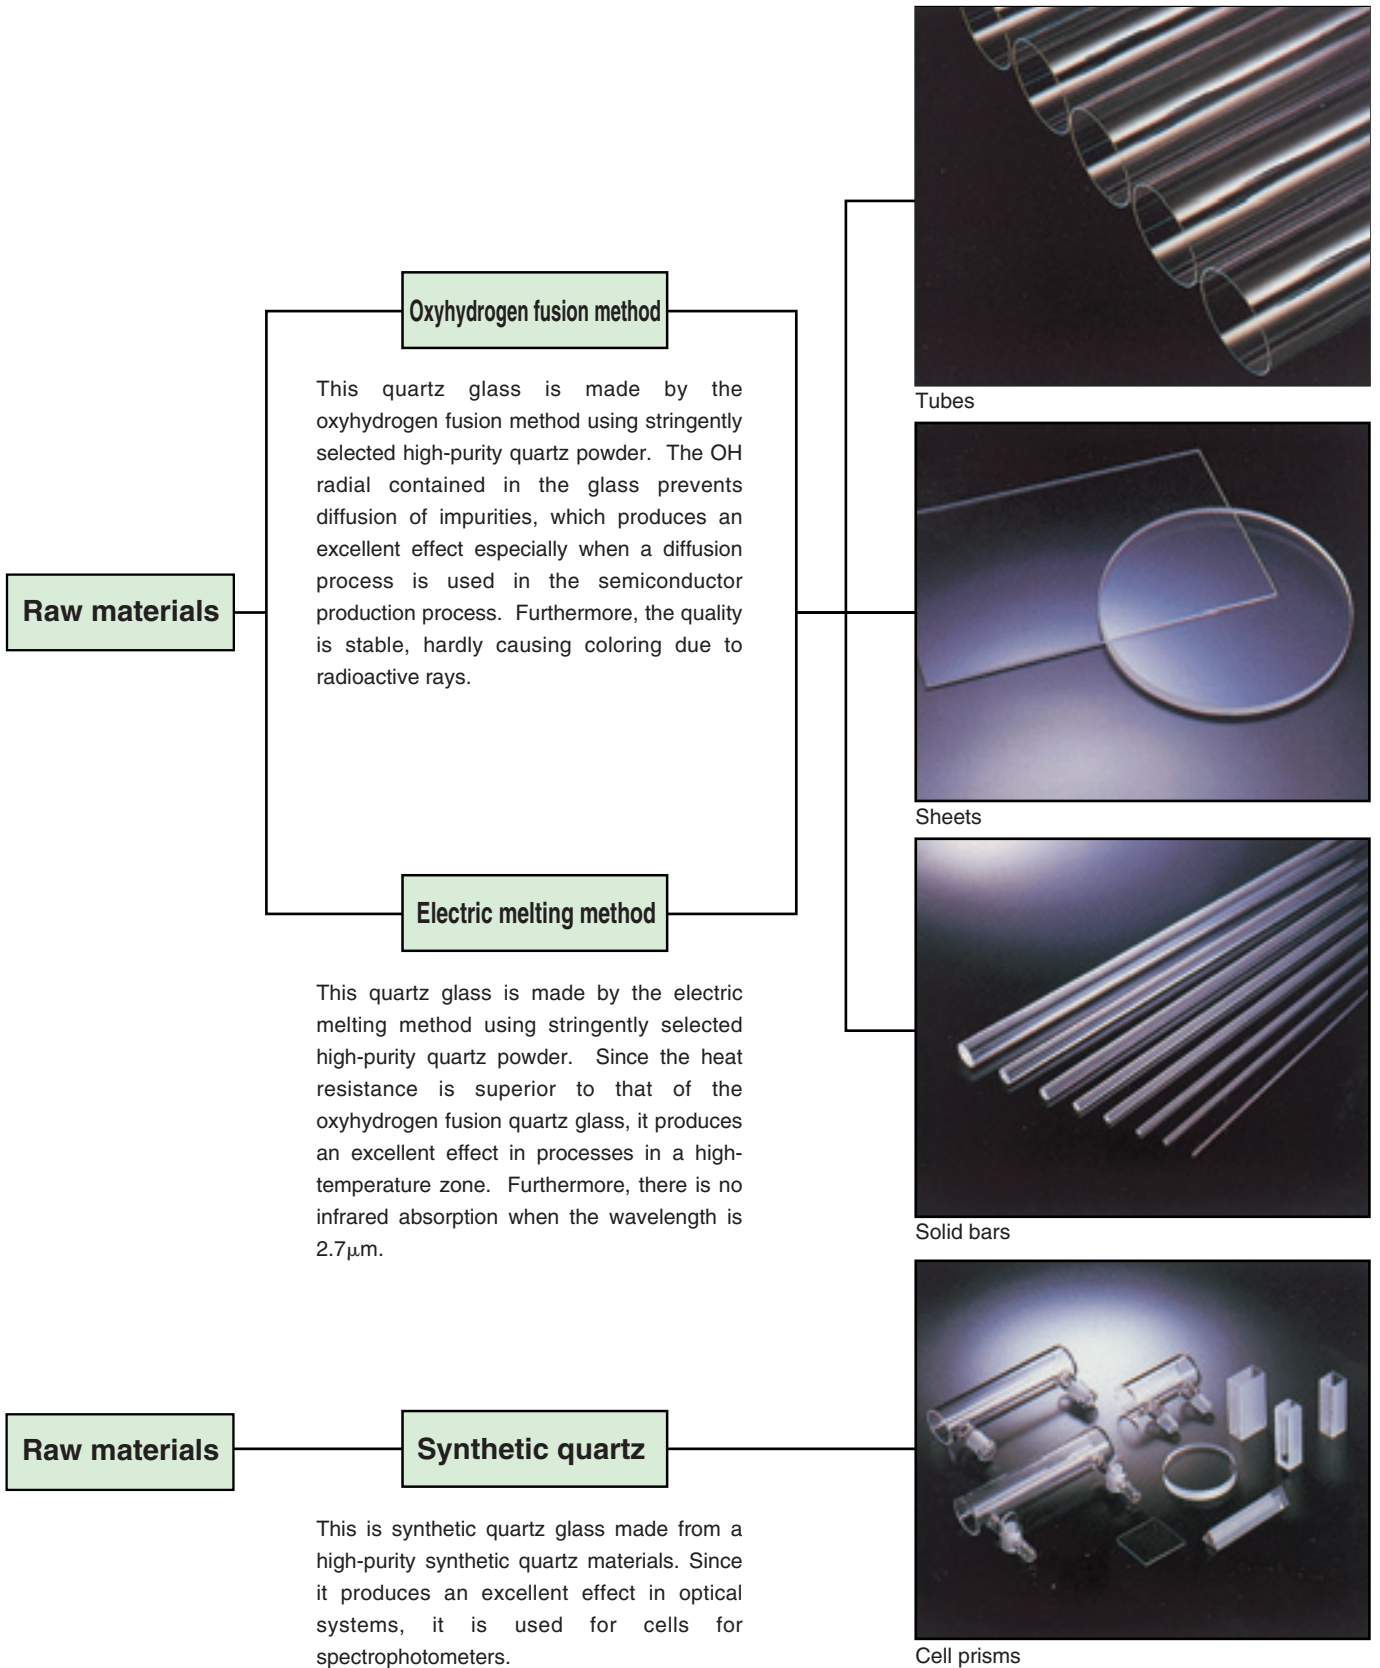 Tubes
Oxyhydrogen fusion method
This quartz glass is made by the
oxyhydrogen fusion method using stringently
selected high-purity quartz powder. The OH
radial contained in the glass prevents
diffusion of impurities, which produces an
excellent effect especially when a diffusion
process is used in the semiconductor
production process. Furthermore, the quality
is stable, hardly causing coloring due to
radioactive rays.
Raw materials
Sheets
Electric melting method
This quartz glass is made by the electric
melting method using stringently selected
high-purity quartz powder. Since the heat
resistance is superior to that of the
oxyhydrogen fusion quartz glass, it produces
an excellent effect in processes in a high-
temperature zone. Furthermore, there is no
infrared absorption when the wavelength is
2.7μm.
Solid bars
Raw materials
Synthetic quartz
This is synthetic quartz glass made from a
high-purity synthetic quartz materials. Since
it produces an excellent effect in optical
systems, it is used for cells for
spectrophotometers.
Cell prisms